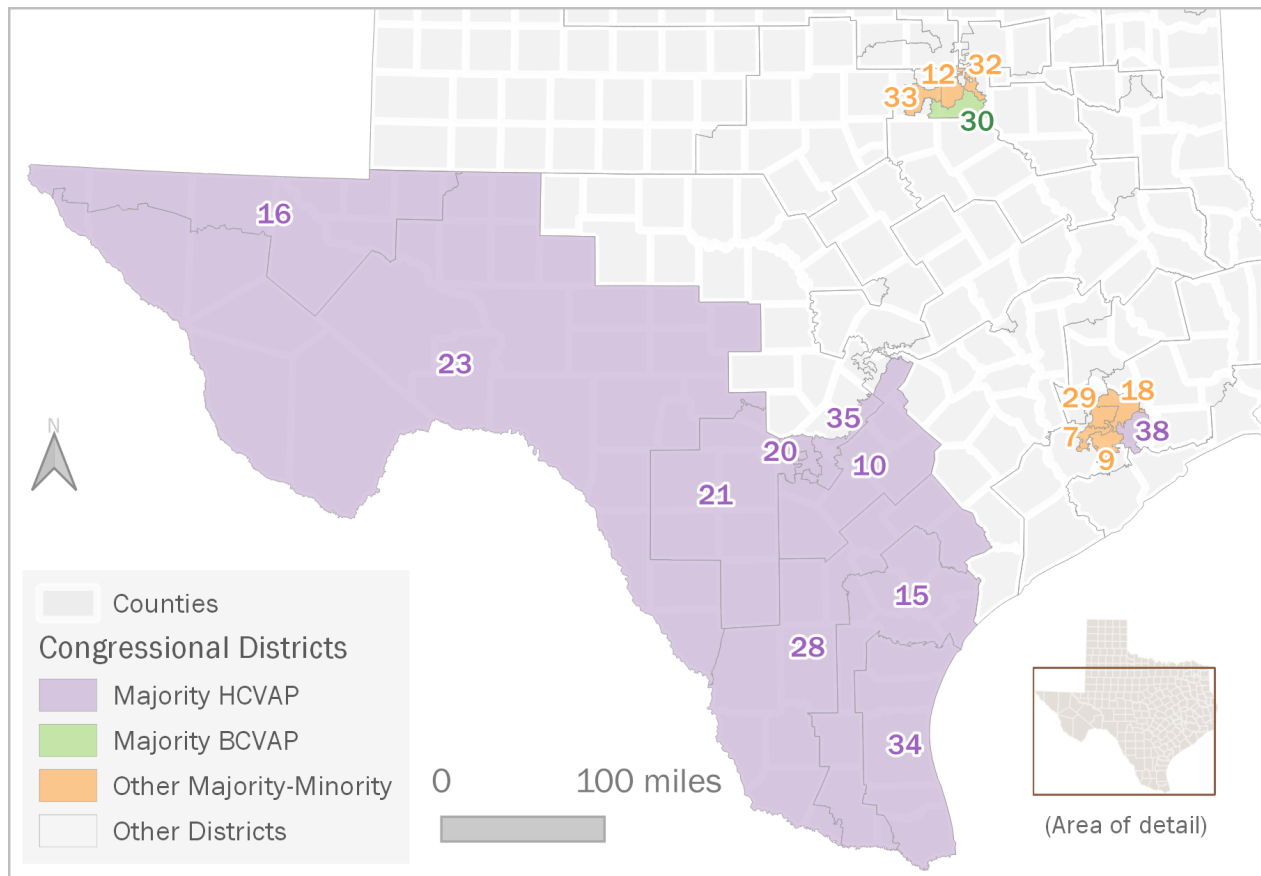 12
32
33
30
16
23
29
18
35
7
38
20
10
9
21
15
28
34
N
Counties
Congressional Districts
Majority HCVAP
Majority BCVAP
Other Majority-Minority
Other Districts
0
100 miles
(Area of detail)